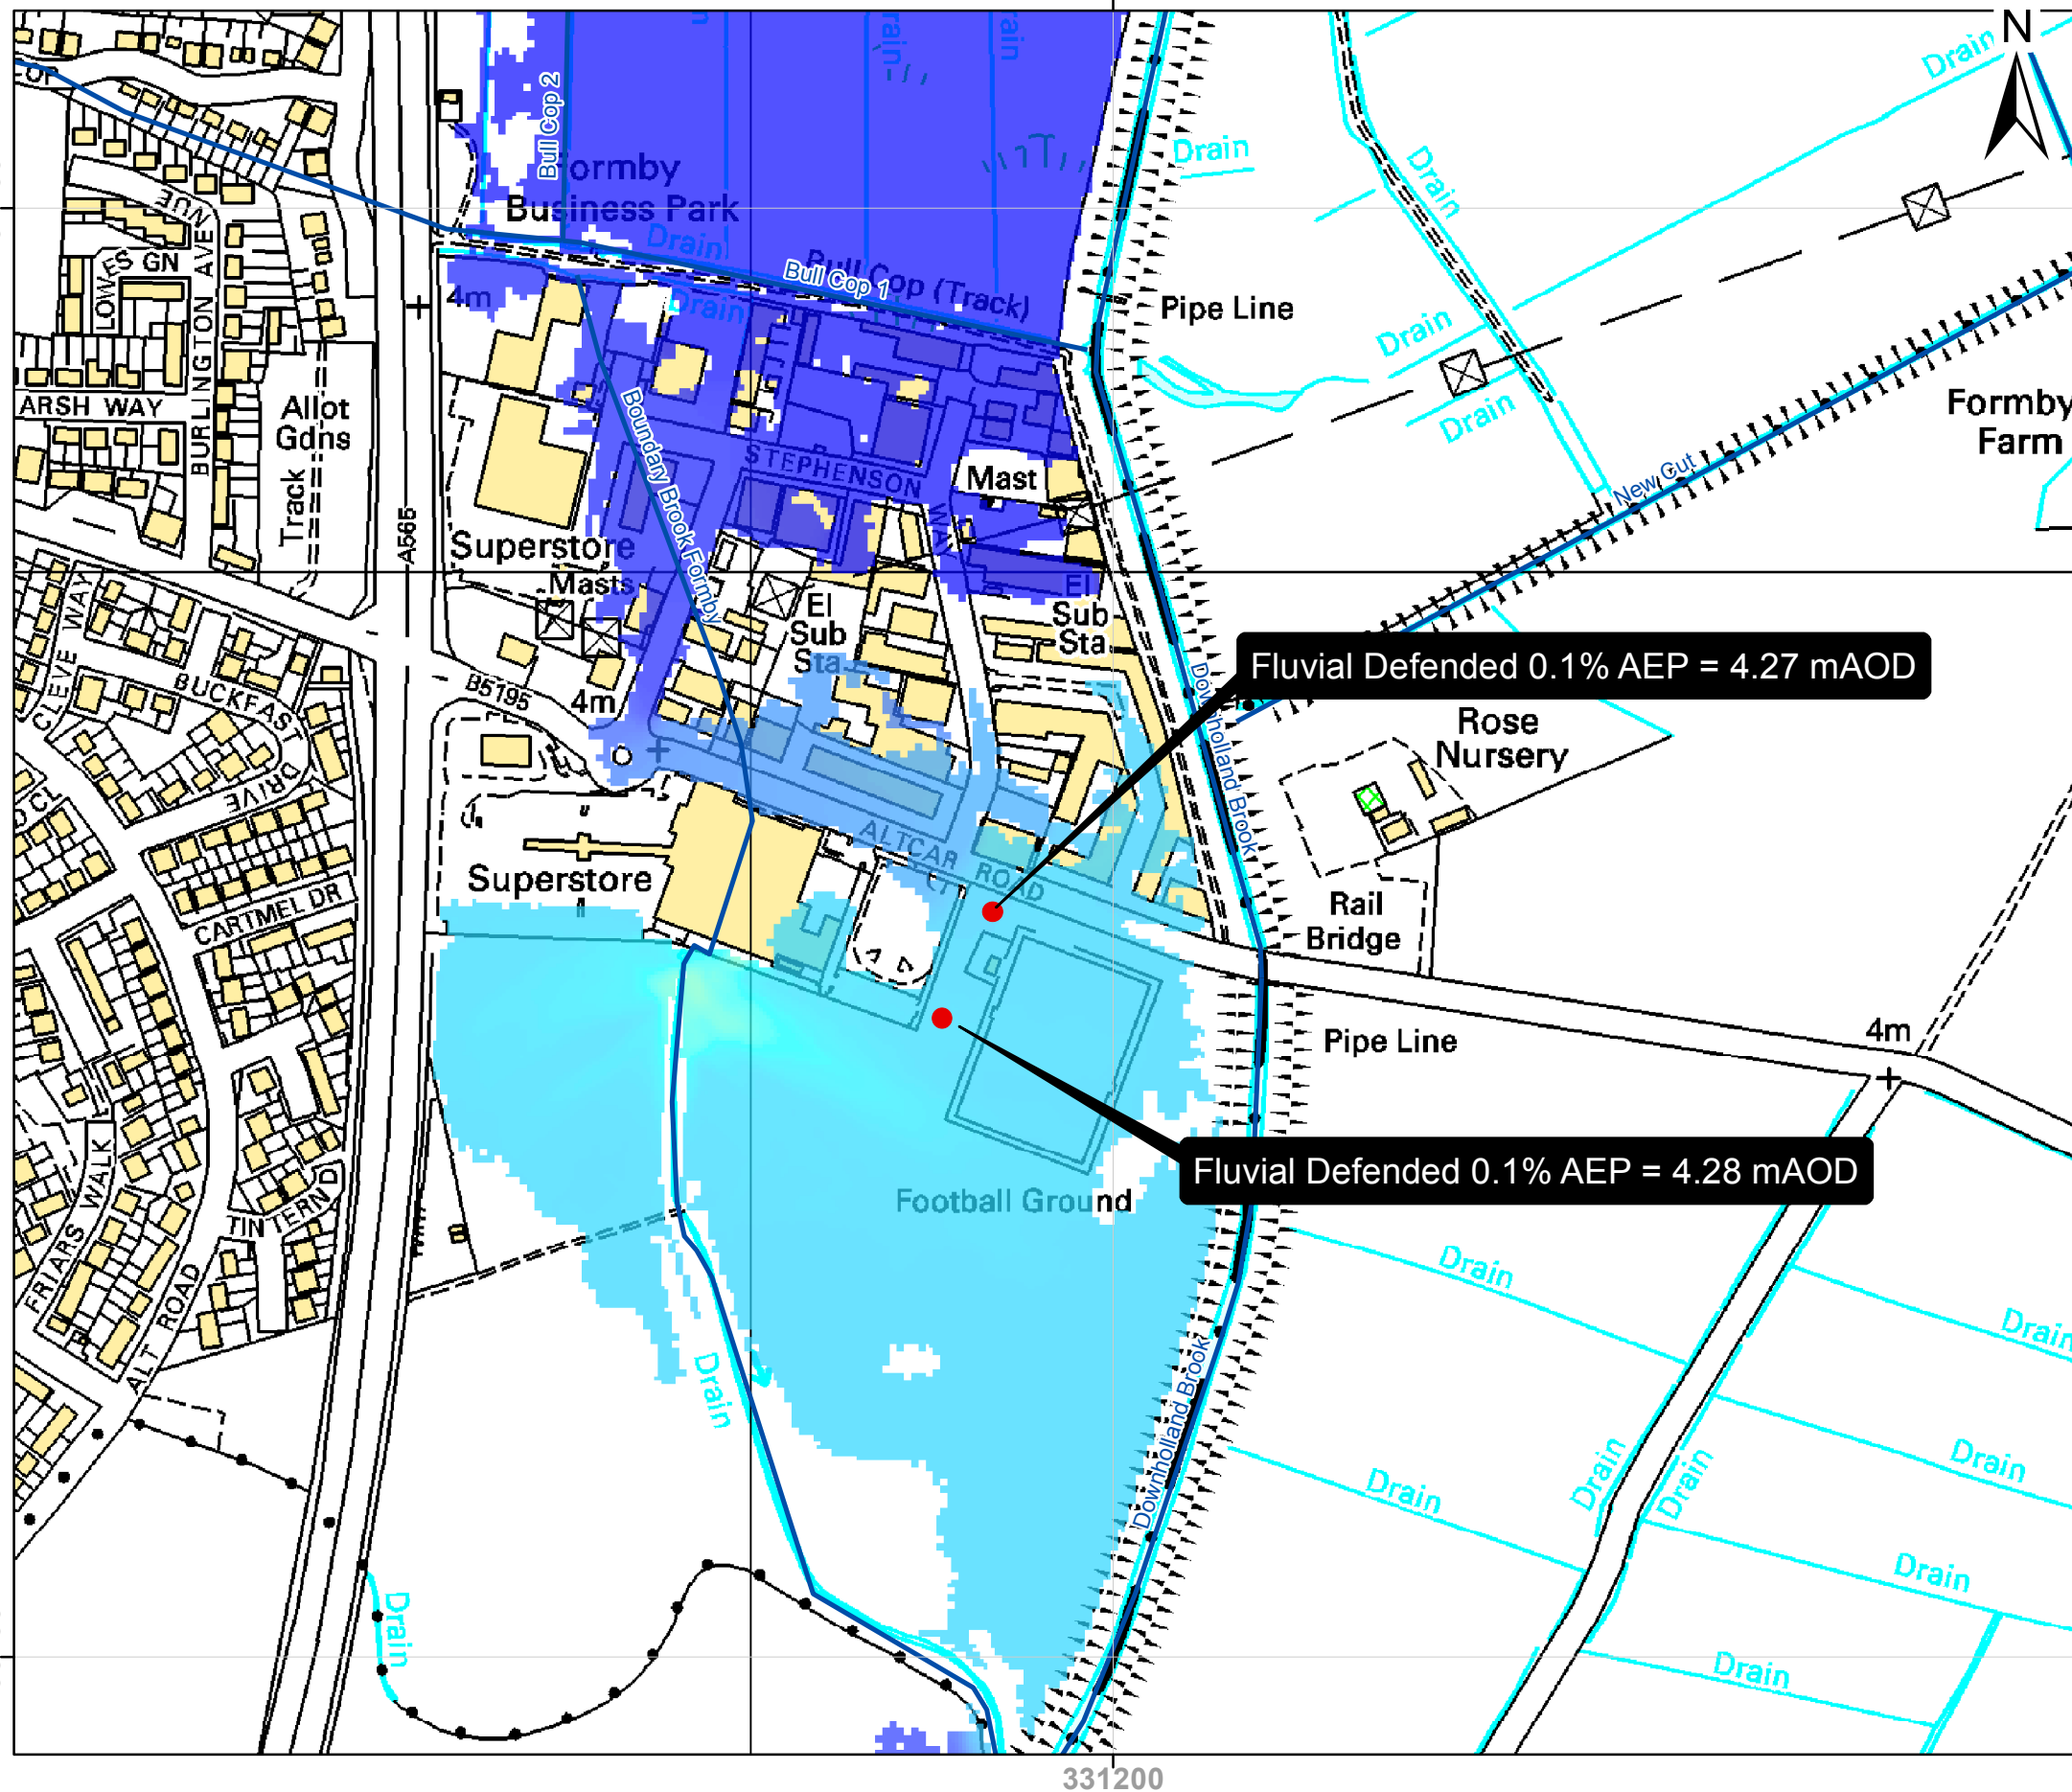 N
OP
Drain
Drain
Drain
Drain
Drain
Bull Cop 2
Formby
Business Park
Drain
Bull Cop (Track)
Bull Cop 1
4m
Drain
Pipe Line
Drain
Drain
LOWES GN
BURLINGTON AVENUE
ARSH WAY
Allot
Gdns
Track
A565
Formby
Farm
New Cut
STEPHENSON
WAY
Mast
Boundary Brook Formby
Superstore
Masts
El
Sub
Sta
El
Sub
Sta
CLEVE WAY
BUCKFAST
DRIVE
B5195
4m
Fluvial Defended 0.1% AEP = 4.27 mAOD
Rose
Nursery
Downholland Brook
ALTCAR ROAD
Superstore
CARTMEL DR
Rail
Bridge
4m
Pipe Line
Fluvial Defended 0.1% AEP = 4.28 mAOD
Football Ground
FRIARS WALK
TINTERN D
ALT ROAD
Drain
Drain
Drain
Downholland Brook
Drain
Drain
Drain
Drain
Drain
Drain
Drain
331200